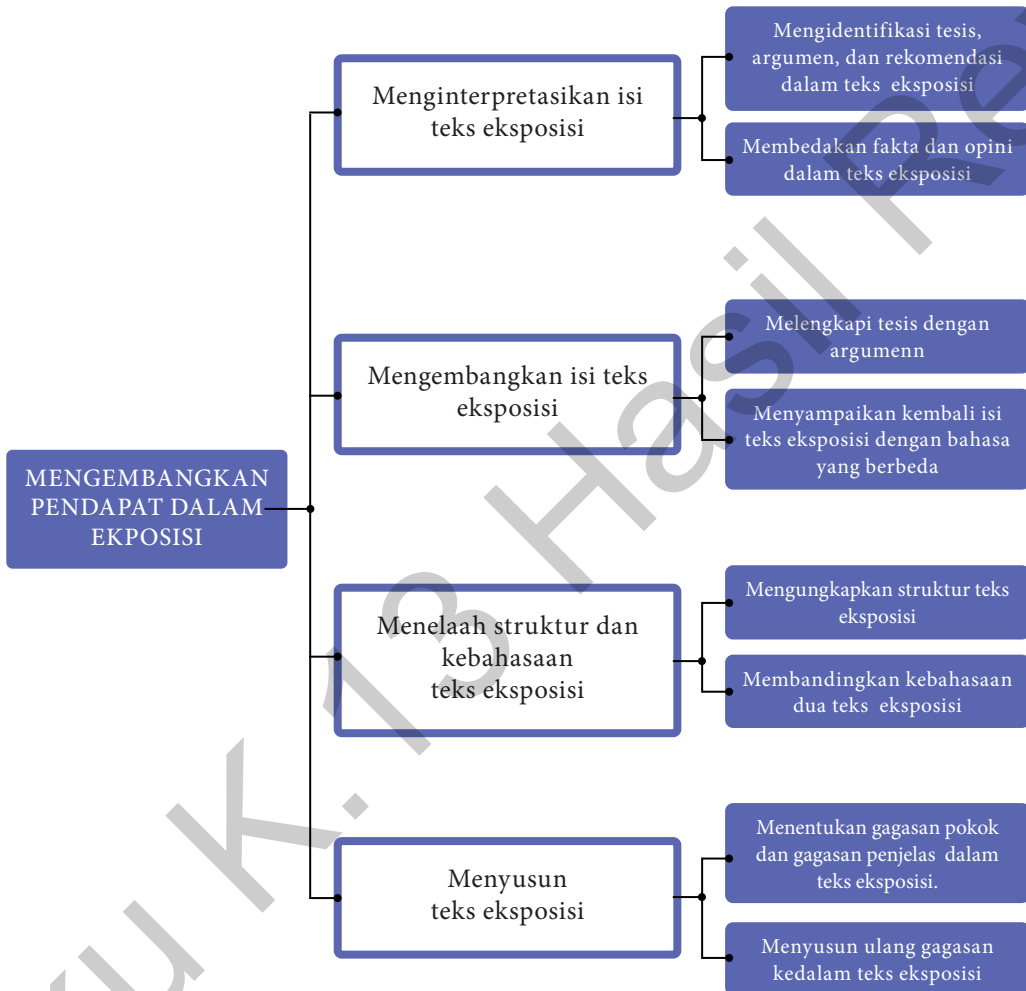 Mengidentifikasi tesis,
argumen, dan rekomendasi
dalam teks eksposisi
Menginterpretasikan isi
teks eksposisi
Membedakan fakta dan opini
dalam teks eksposisi
Melengkapi tesis dengan
argumenn
Mengembangkan isi teks
eksposisi
Menyampaikan kembali isi
teks eksposisi dengan bahasa
yang berbeda
MENGEMBANGKAN
PENDAPAT DALAM
EKPOSISI
Mengungkapkan struktur teks
eksposisi
Menelaah struktur dan
kebahasaan
teks eksposisi
Membandingkan kebahasaan
dua teks eksposisi
Menentukan gagasan pokok
dan gagasan penjelas dalam
teks eksposisi.
Menyusun
teks eksposisi
Menyusun ulang gagasan
kedalam teks eksposisi
K. 13 Hasil